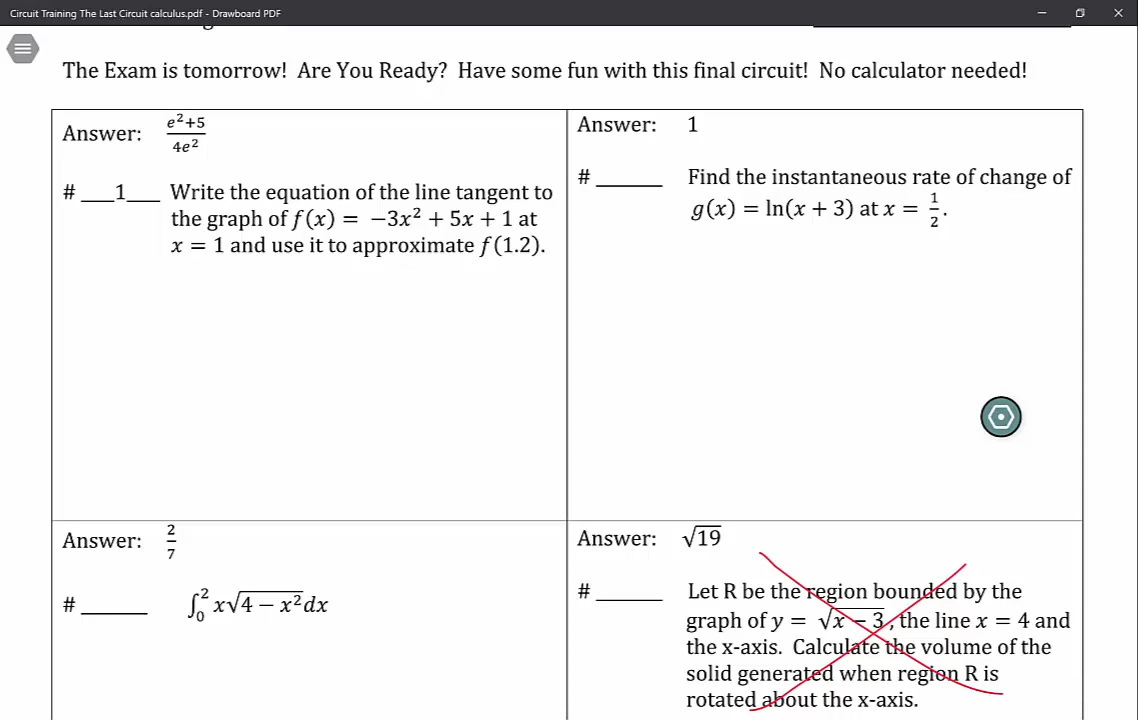 Circuit Training The Last Circuit calculus.pdf - Drawboard PDF
The Exam is tomorrow!  Are You Ready?  Have some fun with this final circuit!  No calculator needed!
Answer: (e²+5)/(4e²)
# ___1___ Write the equation of the line tangent to
the graph of f(x) = −3x² + 5x + 1 at
x = 1 and use it to approximate f(1.2).
Answer: 1
# ______ Find the instantaneous rate of change of
g(x) = ln(x + 3) at x = 1/2.
Answer: 2/7
# ______ ∫₀² x√(4 − x²)dx
Answer: √19
# ______ Let R be the region bounded by the
graph of y = √(x − 3), the line x = 4 and
the x-axis.  Calculate the volume of the
solid generated when region R is
rotated about the x-axis.